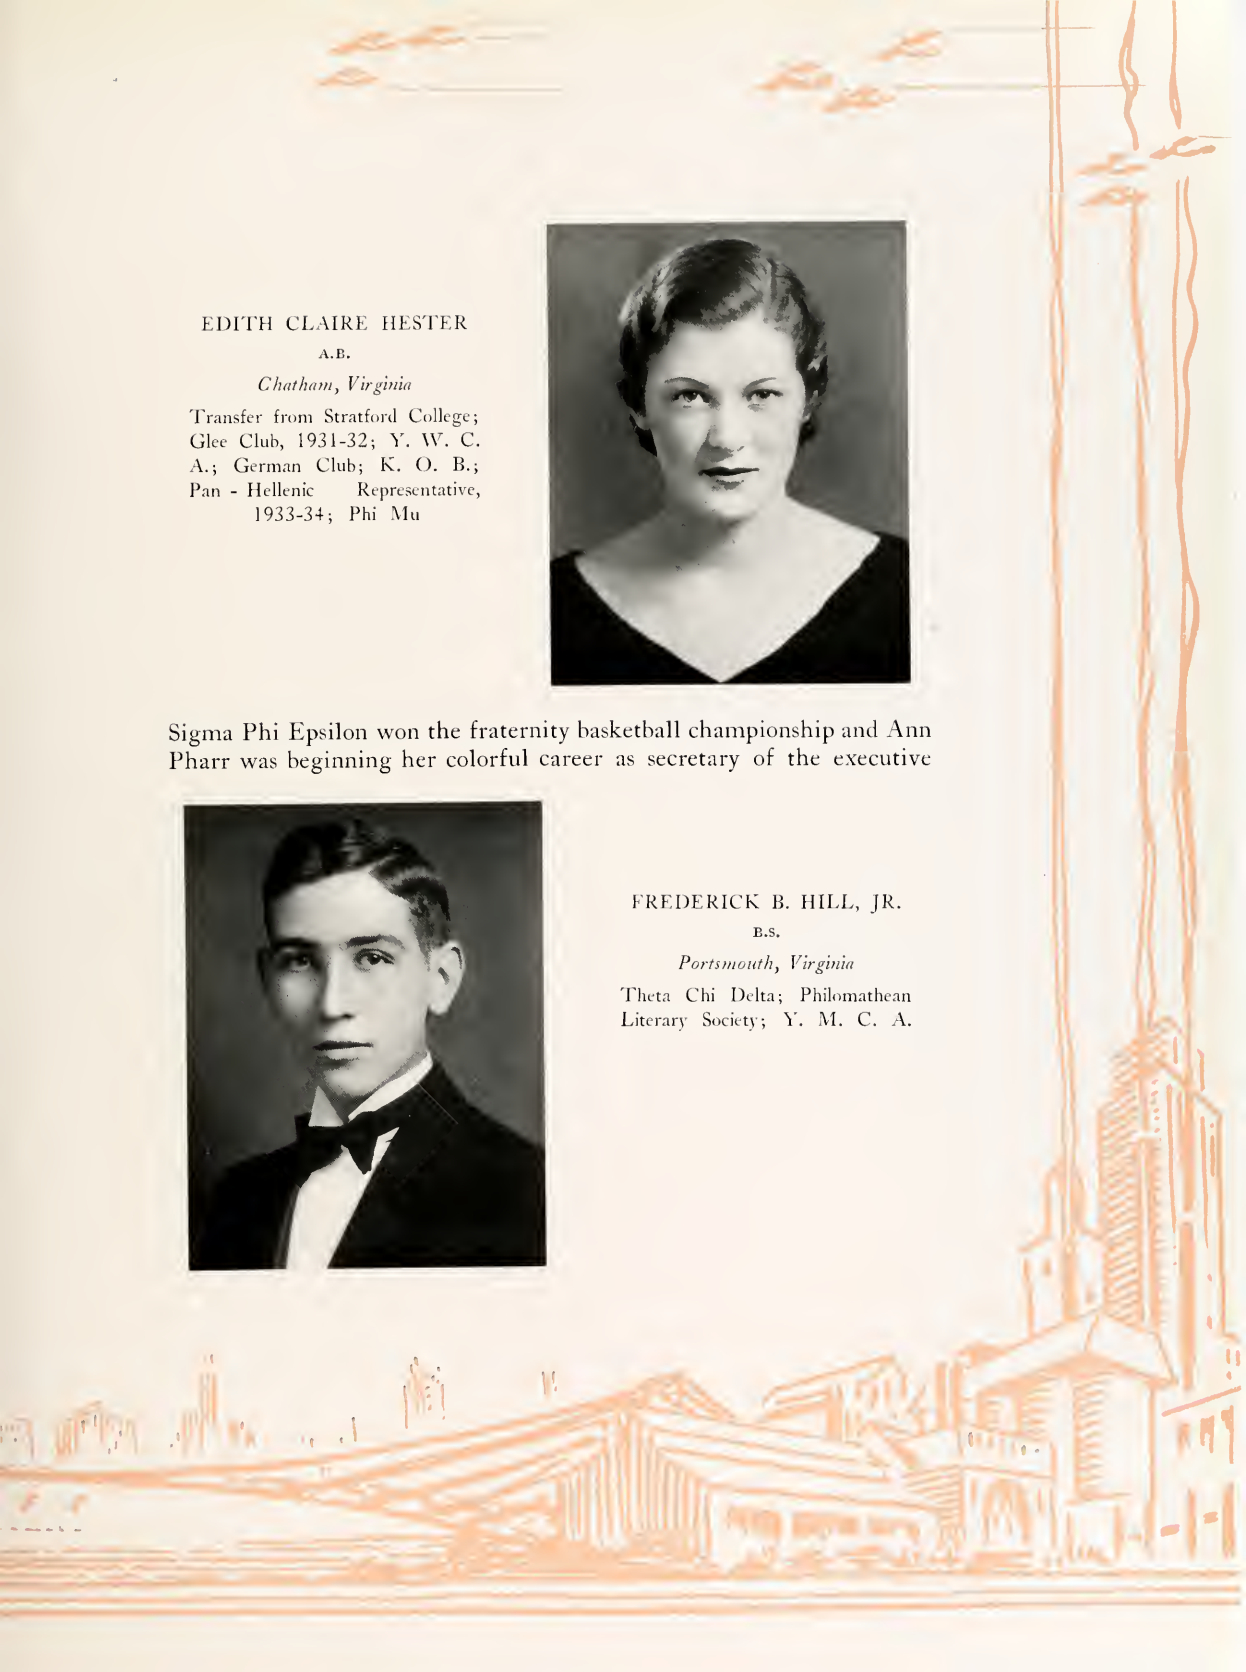 EDITH CLAIRE HESTER
A.B.
Chatham, Virginia
Transfer from Stratford College;
Glee Club, 1931-32; Y. W. C.
A.; German Club; K. O. B.;
Pan - Hellenic Representative,
1933-34; Phi Mu
Sigma Phi Epsilon won the fraternity basketball championship and Ann
Pharr was beginning her colorful career as secretary of the executive
FREDERICK B. HILL, JR.
B.S.
Portsmouth, Virginia
Theta Chi Delta; Philomathean
Literary Society; Y. M. C. A.